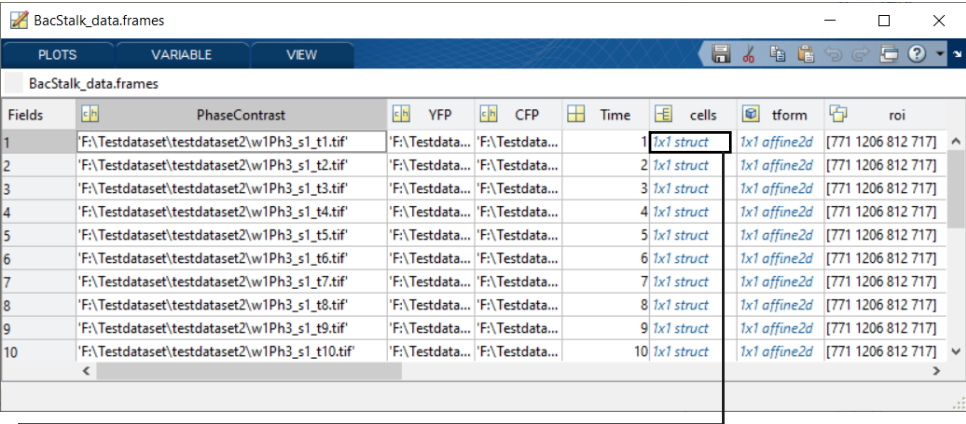 BacStalk_data.frames
PLOTS VARIABLE VIEW
BacStalk_data.frames
Fields PhaseContrast YFP CFP Time cells tform roi
1 'F:\Testdataset\testdataset2\w1Ph3_s1_t1.tif' 'F:\Testdata... 'F:\Testdata... 1 1x1 struct 1x1 affine2d [771 1206 812 717]
2 'F:\Testdataset\testdataset2\w1Ph3_s1_t2.tif' 'F:\Testdata... 'F:\Testdata... 2 1x1 struct 1x1 affine2d [771 1206 812 717]
3 'F:\Testdataset\testdataset2\w1Ph3_s1_t3.tif' 'F:\Testdata... 'F:\Testdata... 3 1x1 struct 1x1 affine2d [771 1206 812 717]
4 'F:\Testdataset\testdataset2\w1Ph3_s1_t4.tif' 'F:\Testdata... 'F:\Testdata... 4 1x1 struct 1x1 affine2d [771 1206 812 717]
5 'F:\Testdataset\testdataset2\w1Ph3_s1_t5.tif' 'F:\Testdata... 'F:\Testdata... 5 1x1 struct 1x1 affine2d [771 1206 812 717]
6 'F:\Testdataset\testdataset2\w1Ph3_s1_t6.tif' 'F:\Testdata... 'F:\Testdata... 6 1x1 struct 1x1 affine2d [771 1206 812 717]
7 'F:\Testdataset\testdataset2\w1Ph3_s1_t7.tif' 'F:\Testdata... 'F:\Testdata... 7 1x1 struct 1x1 affine2d [771 1206 812 717]
8 'F:\Testdataset\testdataset2\w1Ph3_s1_t8.tif' 'F:\Testdata... 'F:\Testdata... 8 1x1 struct 1x1 affine2d [771 1206 812 717]
9 'F:\Testdataset\testdataset2\w1Ph3_s1_t9.tif' 'F:\Testdata... 'F:\Testdata... 9 1x1 struct 1x1 affine2d [771 1206 812 717]
10 'F:\Testdataset\testdataset2\w1Ph3_s1_t10.tif' 'F:\Testdata... 'F:\Testdata... 10 1x1 struct 1x1 affine2d [771 1206 812 717]